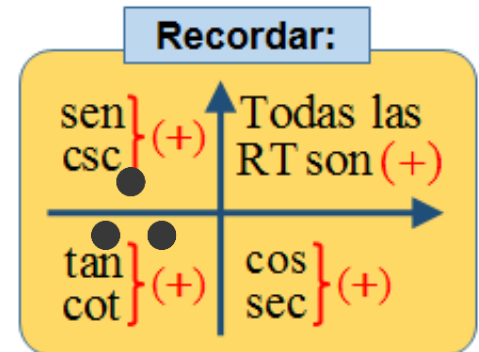 Recordar:
sen
csc
(+)
Todas las
RT son (+)
tan
cot
(+)
cos
sec
(+)